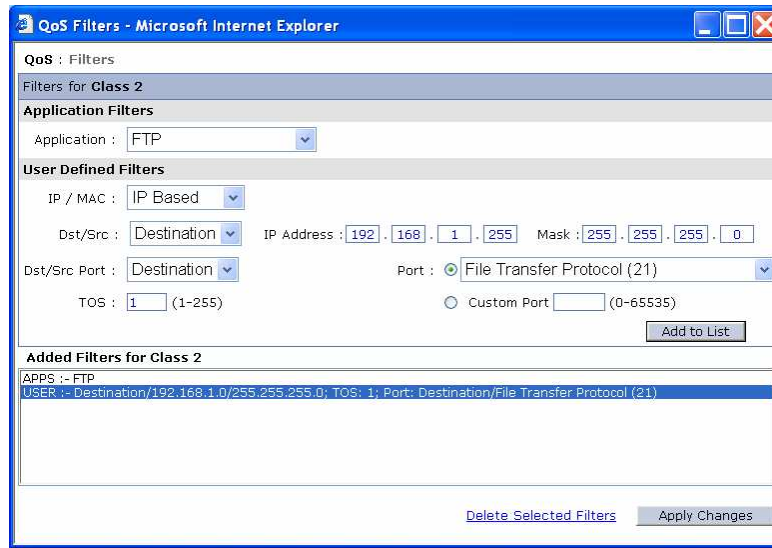 QoS Filters - Microsoft Internet Explorer
QoS : Filters
Filters for Class 2
Application Filters
Application : FTP
User Defined Filters
IP / MAC : IP Based
Dst/Src : Destination IP Address : 192 . 168 . 1 . 255 Mask : 255 . 255 . 255 . 0
Dst/Src Port : Destination Port : File Transfer Protocol (21)
TOS : 1 (1-255) Custom Port (0-65535)
Add to List
Added Filters for Class 2
APPS :- FTP
USER :- Destination/192.168.1.0/255.255.255.0; TOS: 1; Port: Destination/File Transfer Protocol (21)
Delete Selected Filters Apply Changes